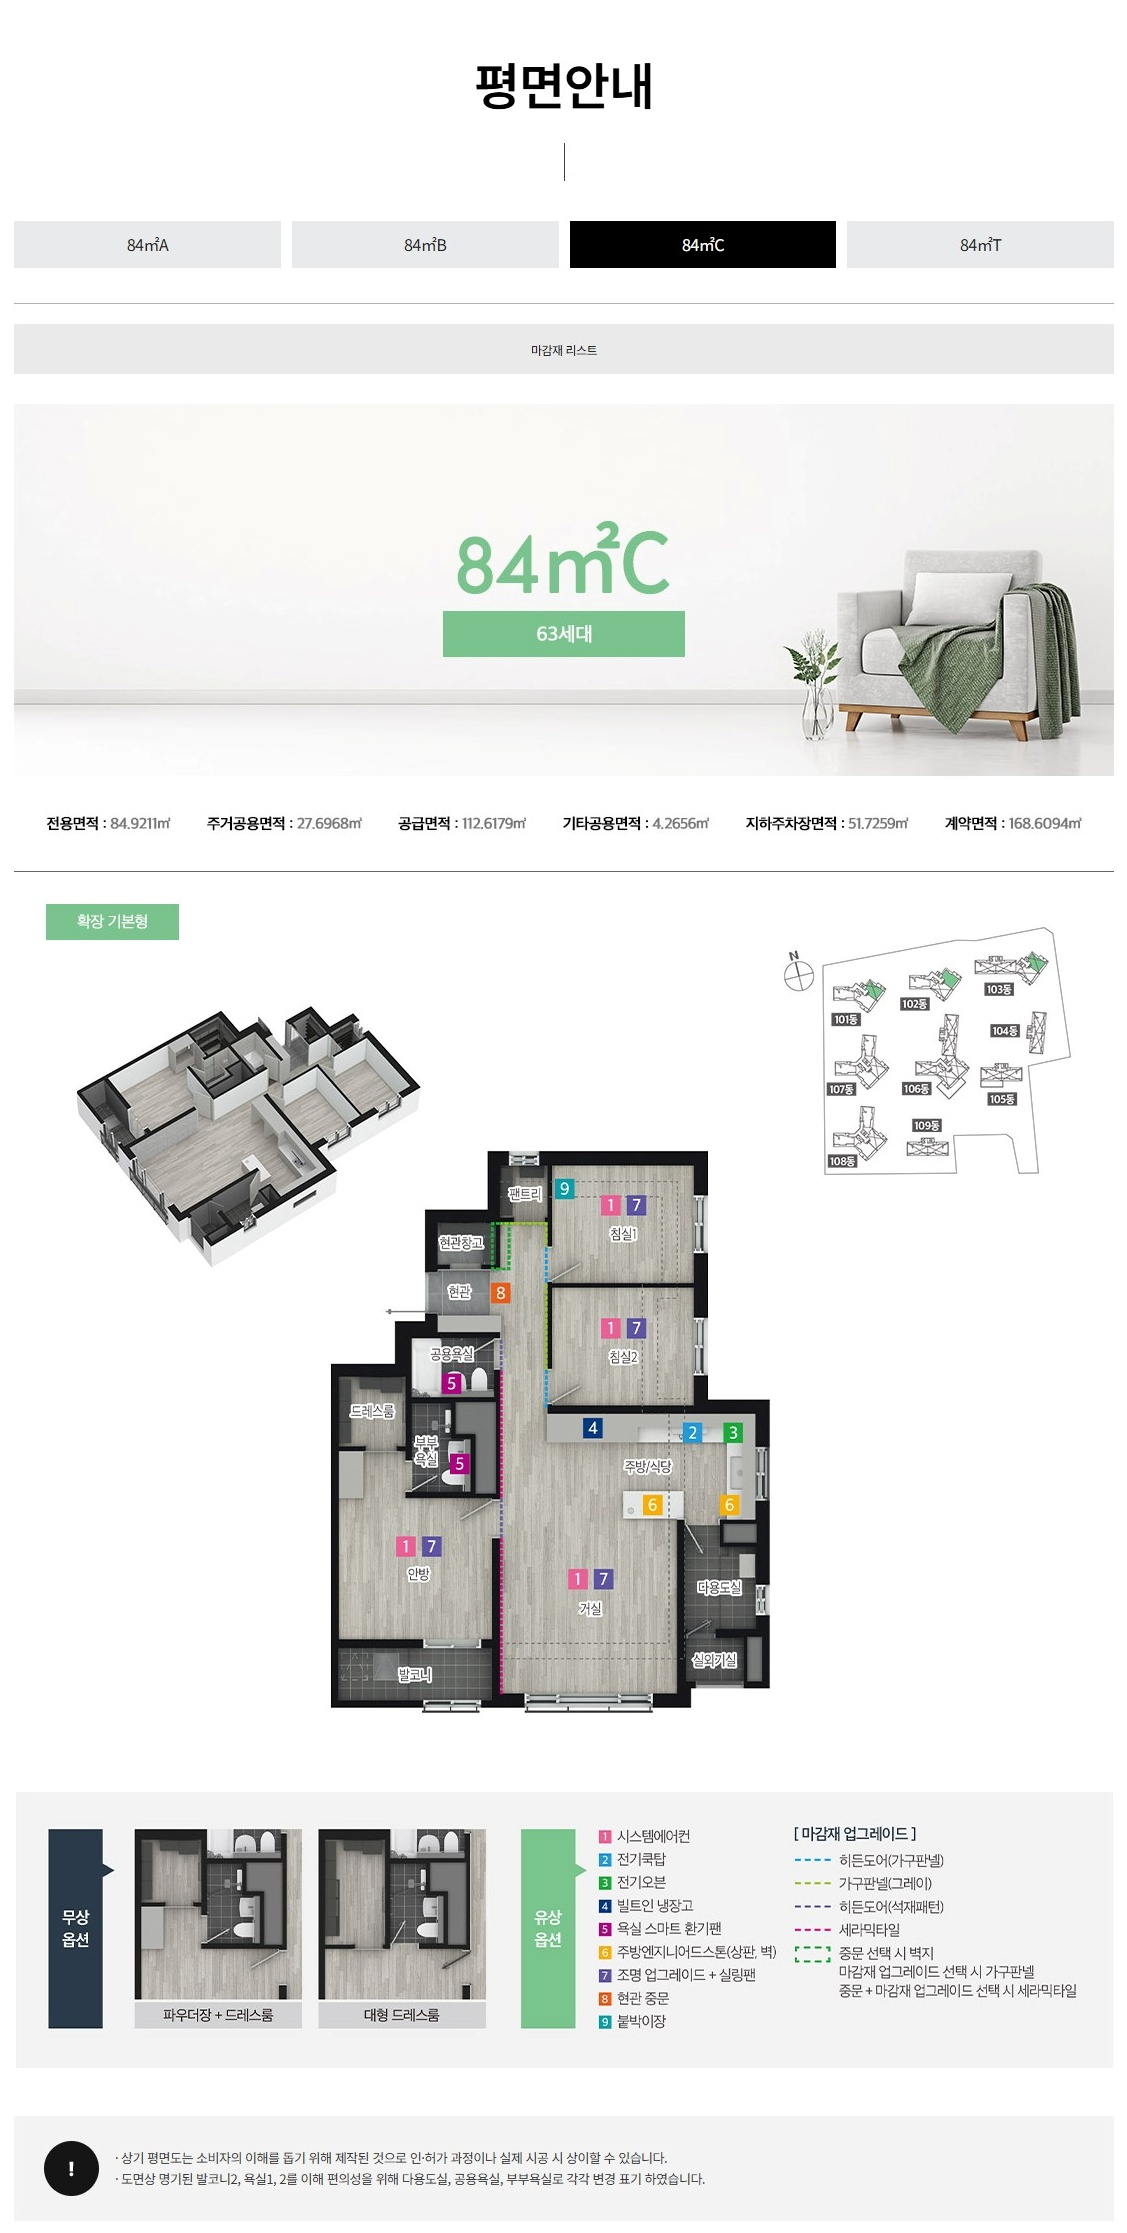 평면안내
84㎡A
84㎡B
84㎡C
84㎡T
마감재 리스트
84㎡C
63세대
전용면적 : 84.9211㎡
주거공용면적 : 27.6968㎡
공급면적 : 112.6179㎡
기타공용면적 : 4.2656㎡
지하주차장면적 : 51.7259㎡
계약면적 : 168.6094㎡
확장 기본형
N
101동
102동
103동
104동
107동
106동
105동
108동
109동
팬트리
9
1 7
침실1
현관창고
현관
8
1 7
침실2
공용욕실
5
드레스룸
부부
욕실
5
4
2
3
주방/식당
6
6
1 7
안방
1 7
거실
다용도실
실외기실
발코니
무상
옵션
파우더장 + 드레스룸
대형 드레스룸
유상
옵션
1 시스템에어컨
2 전기쿡탑
3 전기오븐
4 빌트인 냉장고
5 욕실 스마트 환기팬
6 주방엔지니어드스톤(상판, 벽)
7 조명 업그레이드 + 실링팬
8 현관 중문
9 붙박이장
[ 마감재 업그레이드 ]
히든도어(가구판넬)
가구판넬(그레이)
히든도어(석재패턴)
세라믹타일
중문 선택 시 벽지
마감재 업그레이드 선택 시 가구판넬
중문 + 마감재 업그레이드 선택 시 세라믹타일
!
· 상기 평면도는 소비자의 이해를 돕기 위해 제작된 것으로 인·허가 과정이나 실제 시공 시 상이할 수 있습니다.
· 도면상 명기된 발코니2, 욕실1, 2를 이해 편의성을 위해 다용도실, 공용욕실, 부부욕실로 각각 변경 표기 하였습니다.